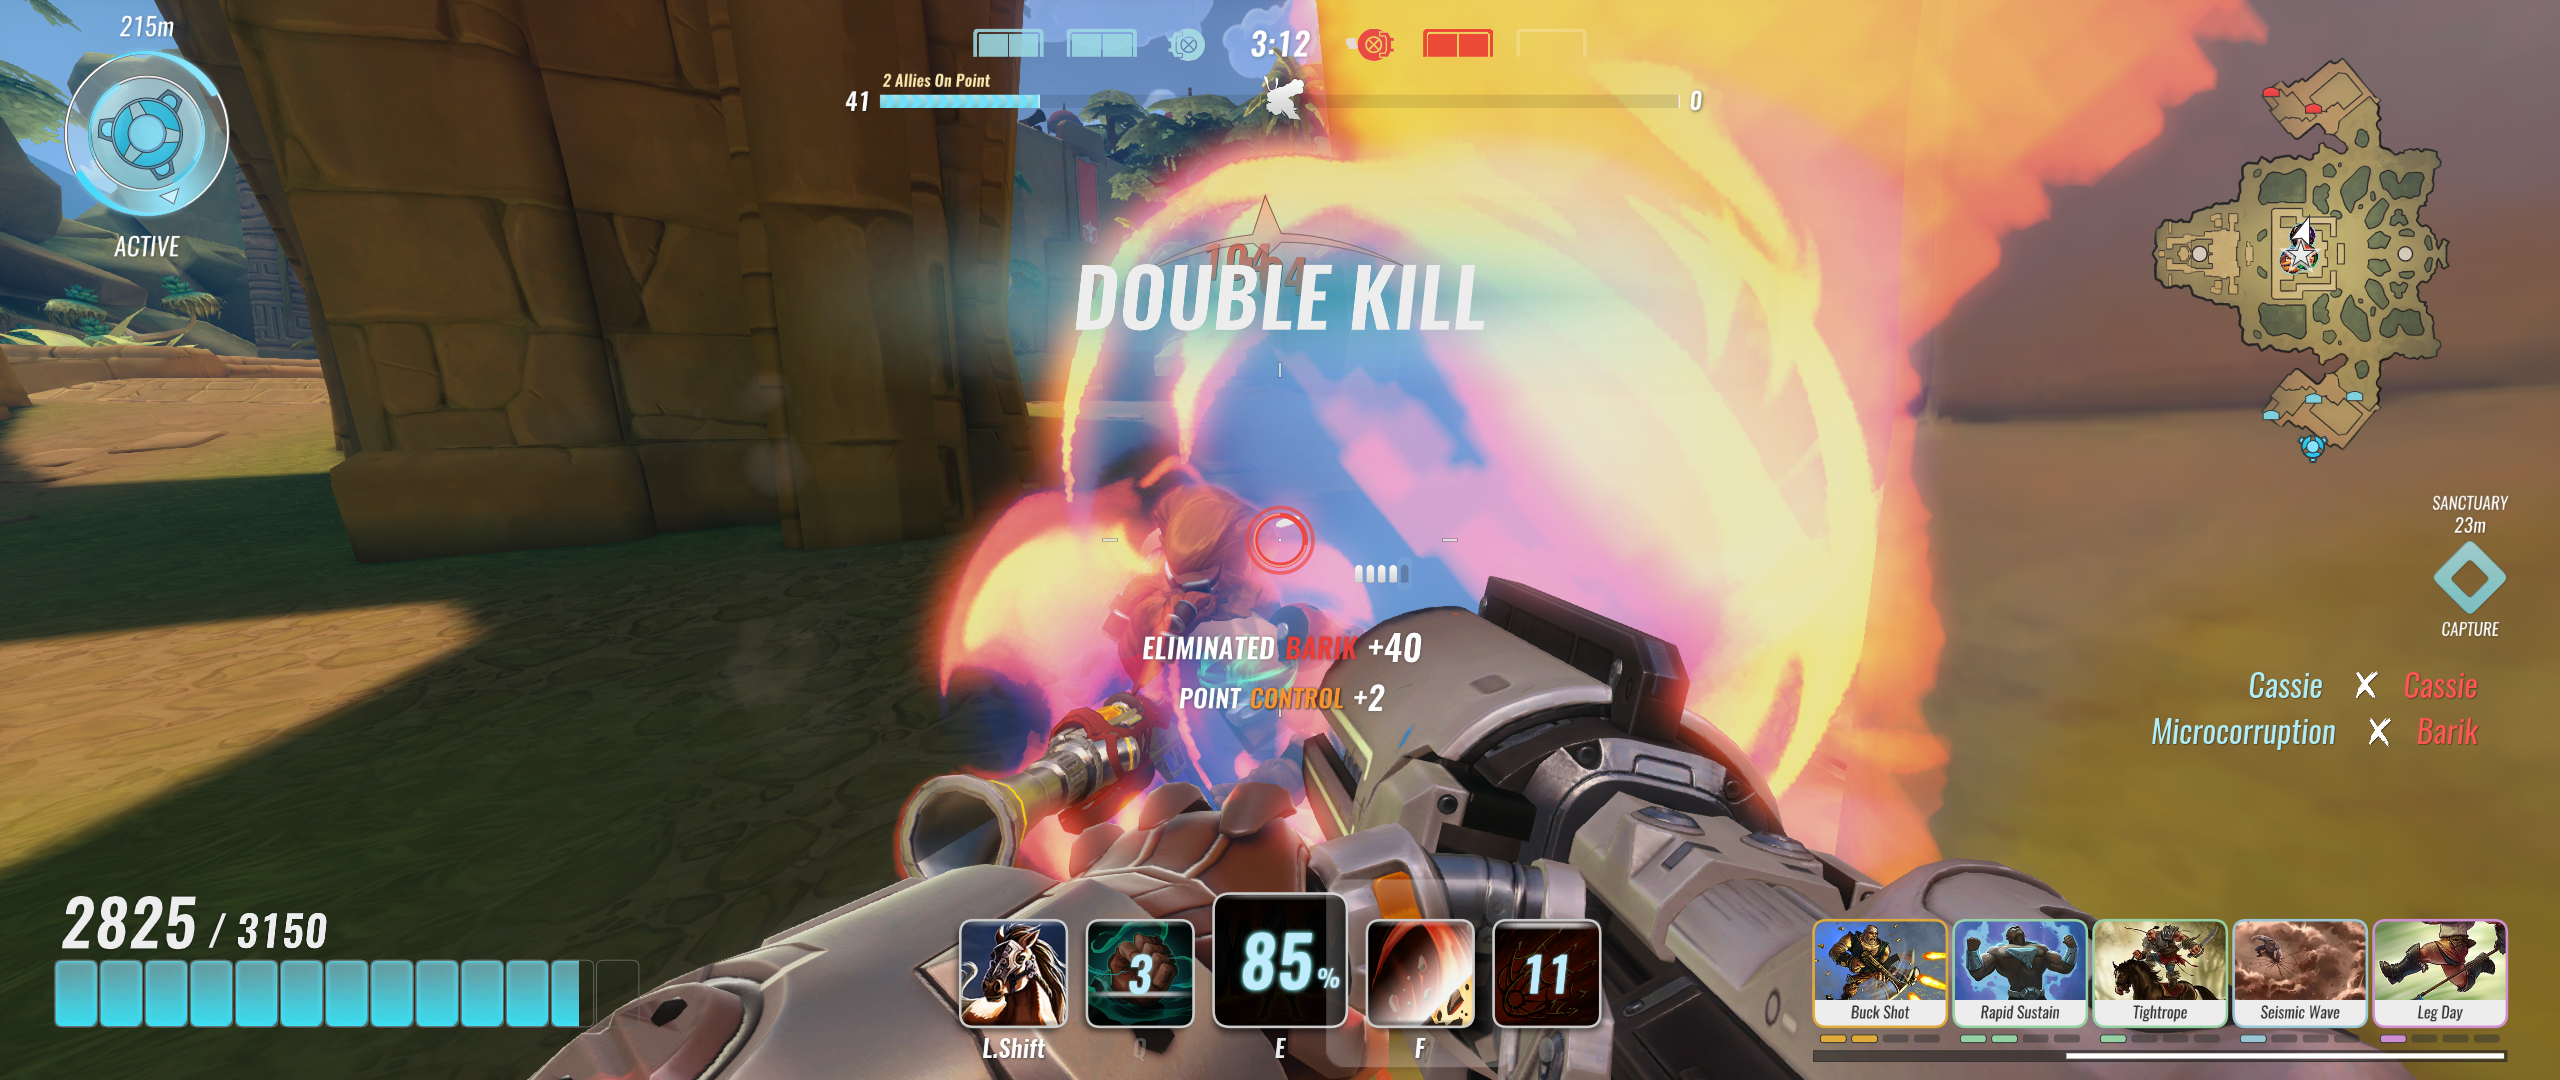 215m
3:12
2 Allies On Point
41
0
ACTIVE
DOUBLE KILL
SANCTUARY
23m
CAPTURE
ELIMINATED BARIK +40
POINT CONTROL +2
Cassie Cassie
Microcorruption Barik
2825 / 3150
3
85%
11
L.Shift
Q
E
F
Buck Shot
Rapid Sustain
Tightrope
Seismic Wave
Leg Day